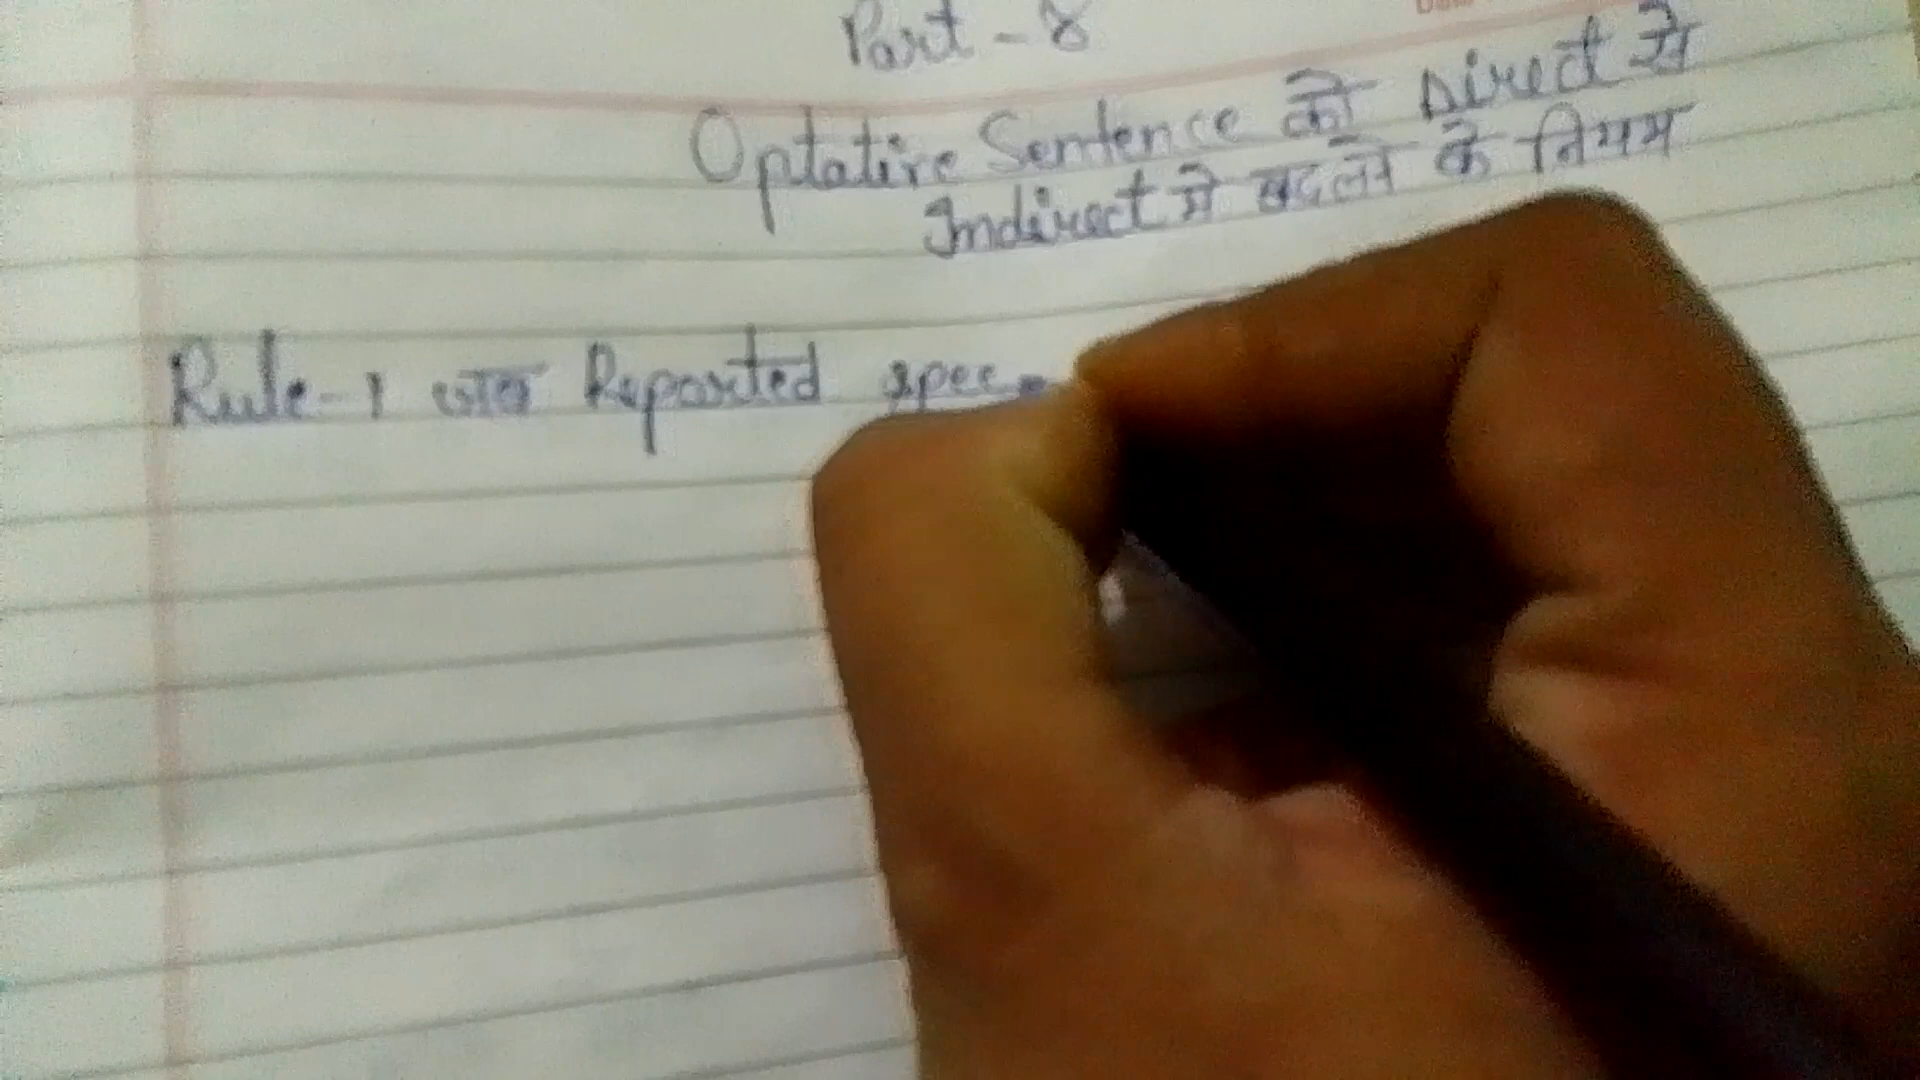 Part - 8
Optative Sentence को Direct से
Indirect मे बदलने के नियम
Rule-1 जब Reported spee